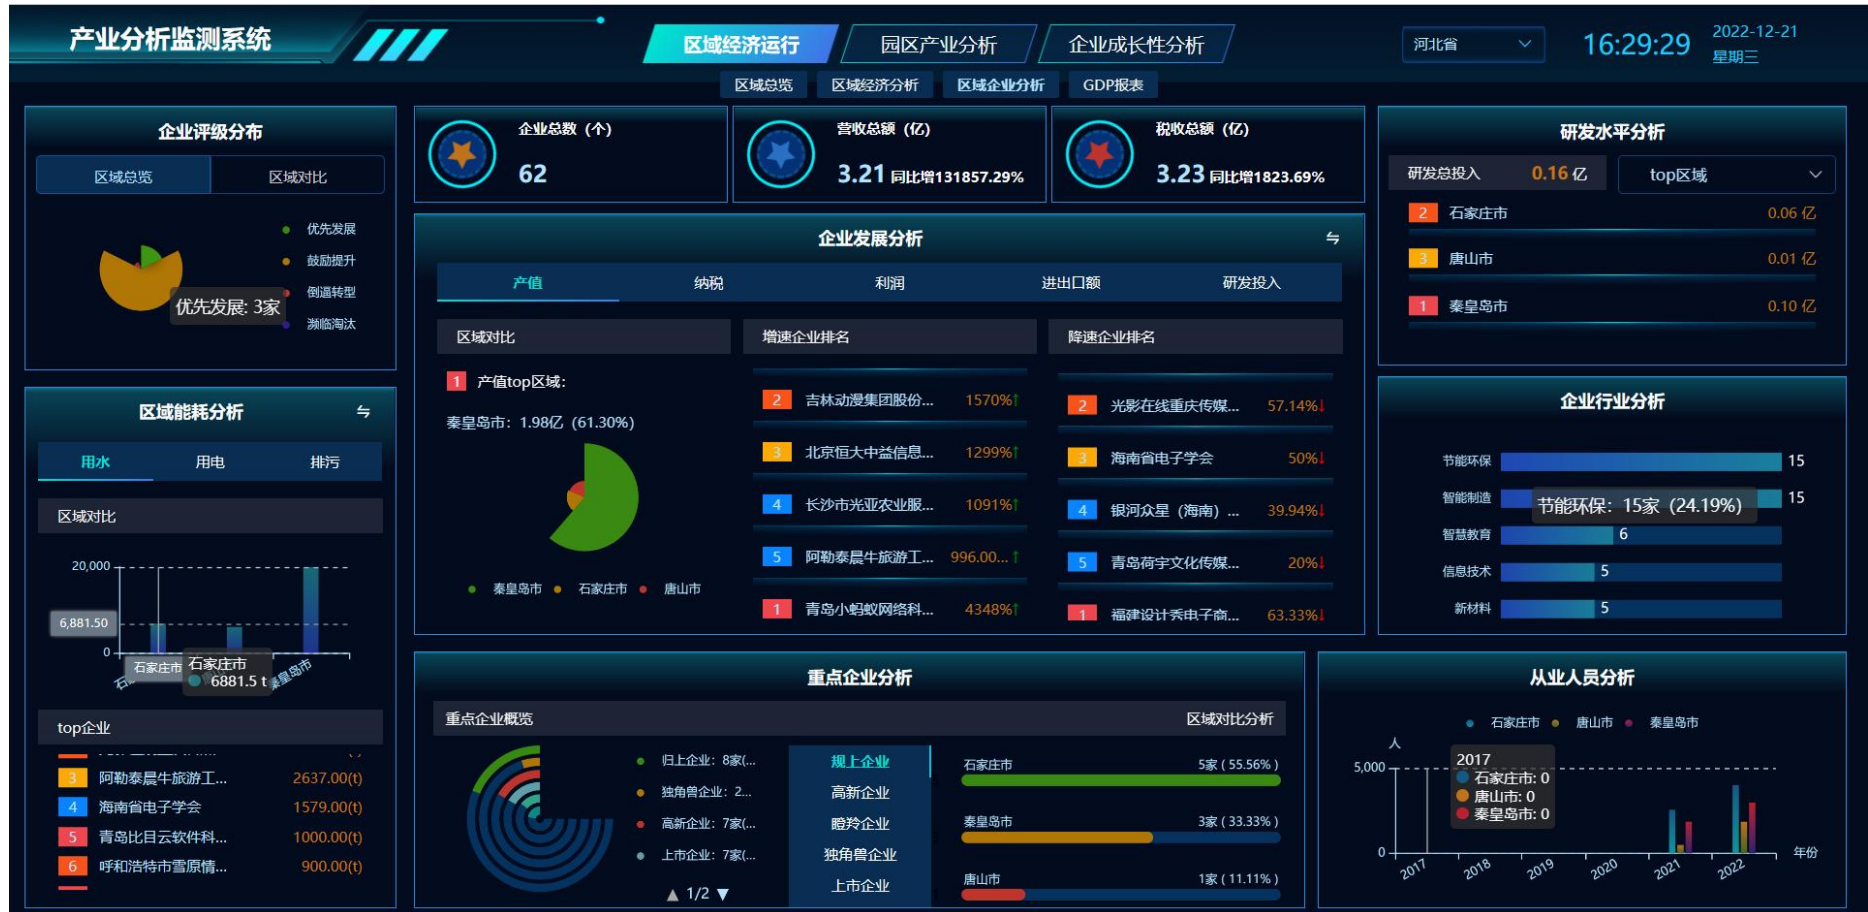 产业分析监测系统
区域经济运行
园区产业分析
企业成长性分析
河北省
16:29:29
2022-12-21
星期三
区域总览
区域经济分析
区域企业分析
GDP报表
企业评级分布
区域总览
区域对比
优先发展
鼓励提升
倒逼转型
濒临淘汰
优先发展: 3家
企业总数（个）
62
营收总额（亿）
3.21 同比增131857.29%
税收总额（亿）
3.23 同比增1823.69%
企业发展分析
产值
纳税
利润
进出口额
研发投入
区域对比
1 产值top区域：
秦皇岛市：1.98亿（61.30%）
秦皇岛市
石家庄市
唐山市
增速企业排名
2 吉林动漫集团股份... 1570%↑
3 北京恒大中益信息... 1299%↑
4 长沙市光亚农业服... 1091%↑
5 阿勒泰晨牛旅游工... 996.00...↑
1 青岛小蚂蚁网络科... 4348%↑
降速企业排名
2 光影在线重庆传媒... 57.14%↓
3 海南省电子学会 50%↓
4 银河众星（海南）... 39.94%↓
5 青岛荷宇文化传媒... 20%↓
1 福建设计秀电子商... 63.33%↓
研发水平分析
研发总投入 0.16 亿
top区域
2 石家庄市 0.06 亿
3 唐山市 0.01 亿
1 秦皇岛市 0.10 亿
区域能耗分析
用水
用电
排污
区域对比
20,000
6,881.50
0
石家庄市
石家庄市
6881.5 t
秦皇岛市
top企业
3 阿勒泰晨牛旅游工... 2637.00(t)
4 海南省电子学会 1579.00(t)
5 青岛比目云软件科... 1000.00(t)
6 呼和浩特市雪原情... 900.00(t)
企业行业分析
节能环保 15
智能制造 15
节能环保：15家（24.19%）
智慧教育 6
信息技术 5
新材料 5
重点企业分析
重点企业概览
区域对比分析
归上企业：8家(...
独角兽企业：2...
高新企业：7家(...
上市企业：7家(...
▲ 1/2 ▼
规上企业
高新企业
瞪羚企业
独角兽企业
上市企业
石家庄市 5家 ( 55.56% )
秦皇岛市 3家 ( 33.33% )
唐山市 1家 ( 11.11% )
从业人员分析
石家庄市
唐山市
秦皇岛市
人
5,000
0
2017
石家庄市: 0
唐山市: 0
秦皇岛市: 0
2017
2018
2019
2020
2021
2022
年份